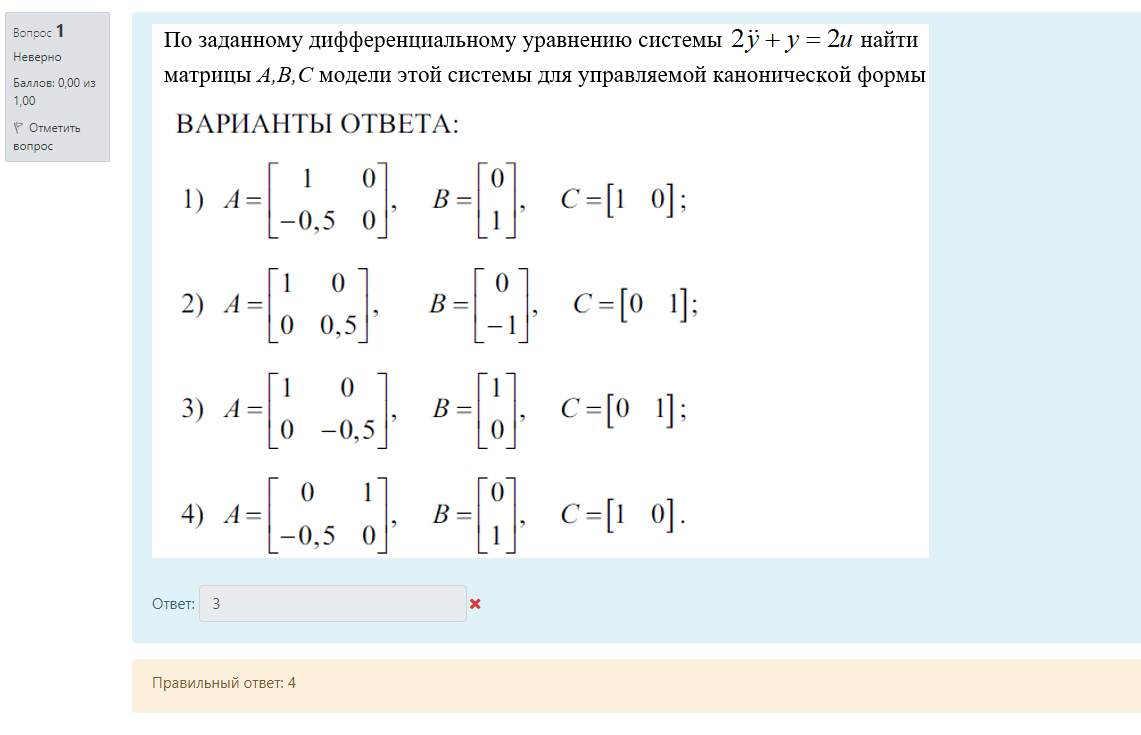 Вопрос 1
Неверно
Баллов: 0,00 из
1,00
Отметить
вопрос
По заданному дифференциальному уравнению системы 2ÿ + y = 2u найти
матрицы A,B,C модели этой системы для управляемой канонической формы
ВАРИАНТЫ ОТВЕТА:
1) A = [1 0; −0,5 0], B = [0; 1], C = [1 0];
2) A = [1 0; 0 0,5], B = [0; −1], C = [0 1];
3) A = [1 0; 0 −0,5], B = [1; 0], C = [0 1];
4) A = [0 1; −0,5 0], B = [0; 1], C = [1 0].
Ответ: 3
Правильный ответ: 4